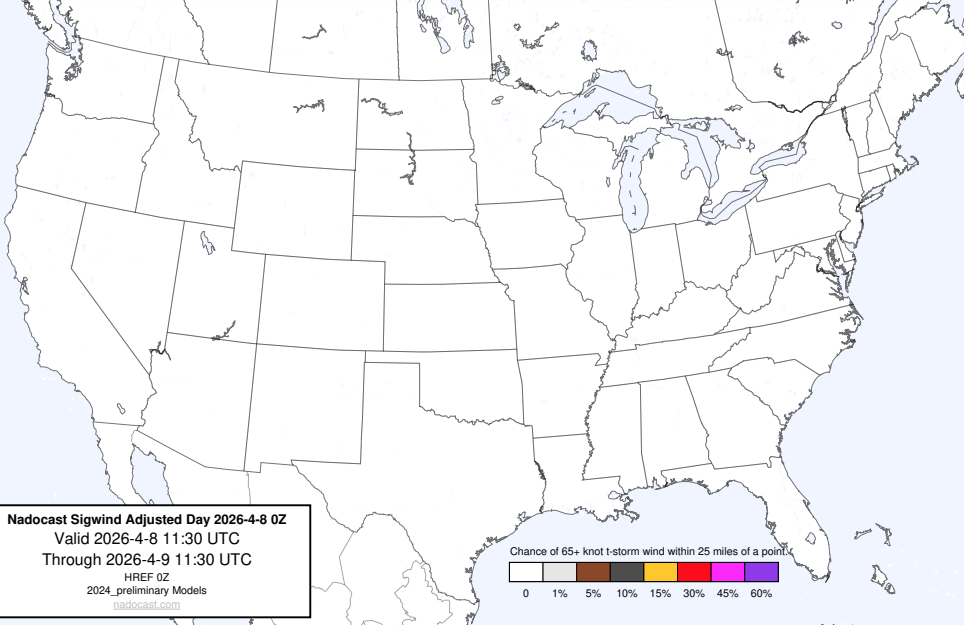 Nadocast Sigwind Adjusted Day 2026-4-8 0Z
Valid 2026-4-8 11:30 UTC
Through 2026-4-9 11:30 UTC
HREF 0Z
2024_preliminary Models
nadocast.com
Chance of 65+ knot t-storm wind within 25 miles of a point.
0 1% 5% 10% 15% 30% 45% 60%